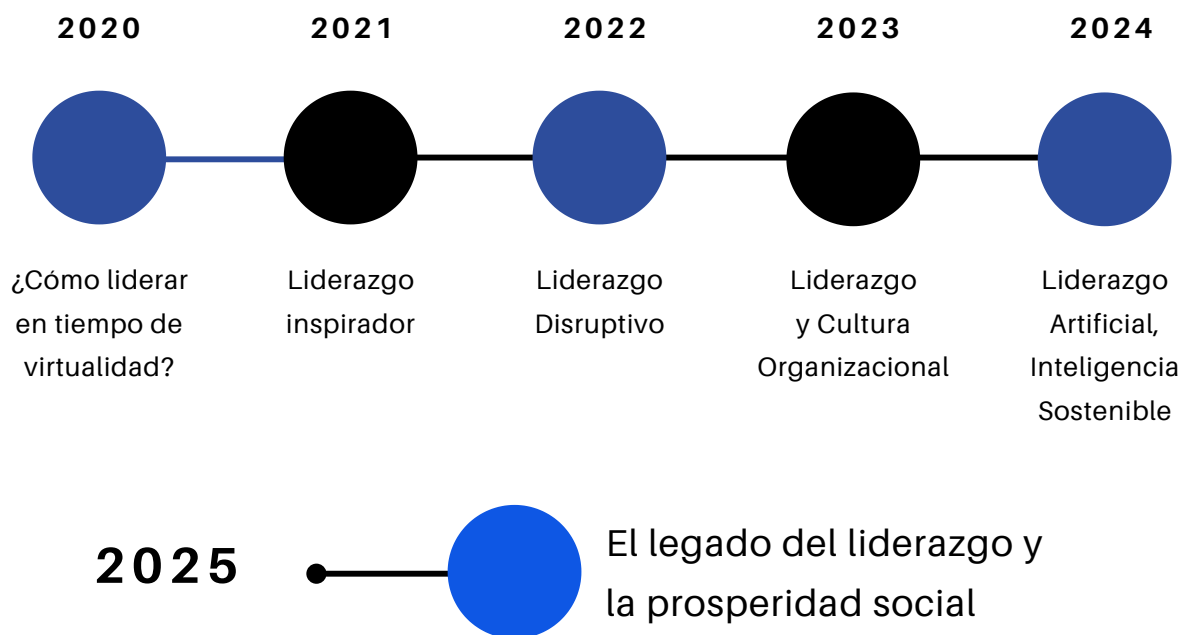 2020
2021
2022
2023
2024
¿Cómo liderar
en tiempo de
virtualidad?
Liderazgo
inspirador
Liderazgo
Disruptivo
Liderazgo
y Cultura
Organizacional
Liderazgo
Artificial,
Inteligencia
Sostenible
2025
El legado del liderazgo y
la prosperidad social